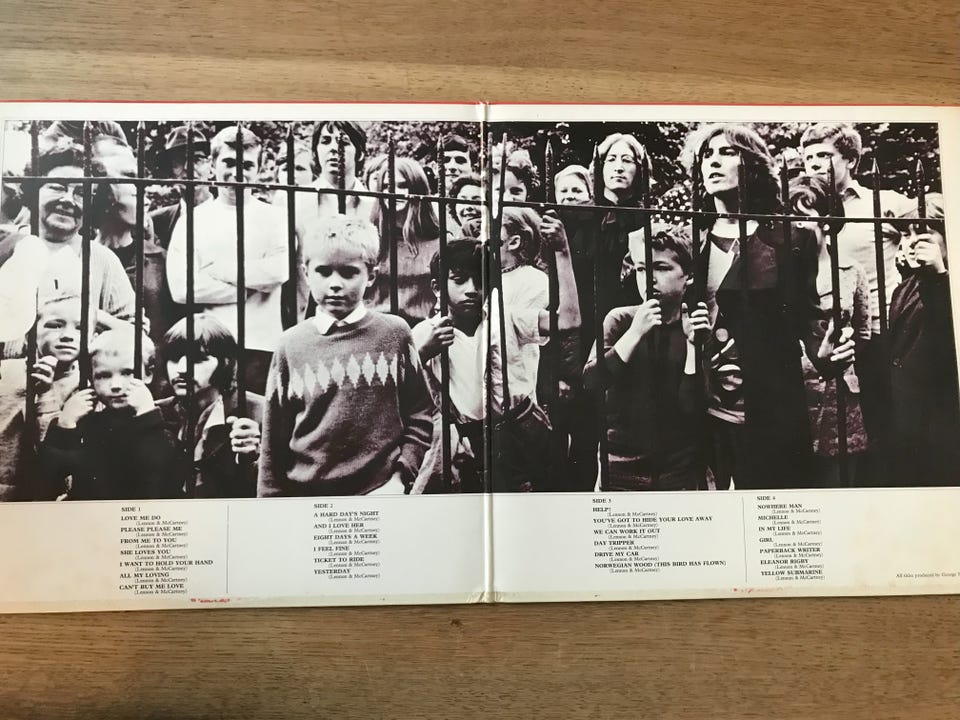 SIDE 1
LOVE ME DO
(Lennon & McCartney)
PLEASE PLEASE ME
(Lennon & McCartney)
FROM ME TO YOU
(Lennon & McCartney)
SHE LOVES YOU
(Lennon & McCartney)
I WANT TO HOLD YOUR HAND
(Lennon & McCartney)
ALL MY LOVING
(Lennon & McCartney)
CAN'T BUY ME LOVE
(Lennon & McCartney)
SIDE 2
A HARD DAY'S NIGHT
(Lennon & McCartney)
AND I LOVE HER
(Lennon & McCartney)
EIGHT DAYS A WEEK
(Lennon & McCartney)
I FEEL FINE
(Lennon & McCartney)
TICKET TO RIDE
(Lennon & McCartney)
YESTERDAY
(Lennon & McCartney)
SIDE 3
HELP!
(Lennon & McCartney)
YOU'VE GOT TO HIDE YOUR LOVE AWAY
(Lennon & McCartney)
WE CAN WORK IT OUT
(Lennon & McCartney)
DAY TRIPPER
(Lennon & McCartney)
DRIVE MY CAR
(Lennon & McCartney)
NORWEGIAN WOOD (THIS BIRD HAS FLOWN)
(Lennon & McCartney)
SIDE 4
NOWHERE MAN
(Lennon & McCartney)
MICHELLE
(Lennon & McCartney)
IN MY LIFE
(Lennon & McCartney)
GIRL
(Lennon & McCartney)
PAPERBACK WRITER
(Lennon & McCartney)
ELEANOR RIGBY
(Lennon & McCartney)
YELLOW SUBMARINE
(Lennon & McCartney)
All titles produced by George